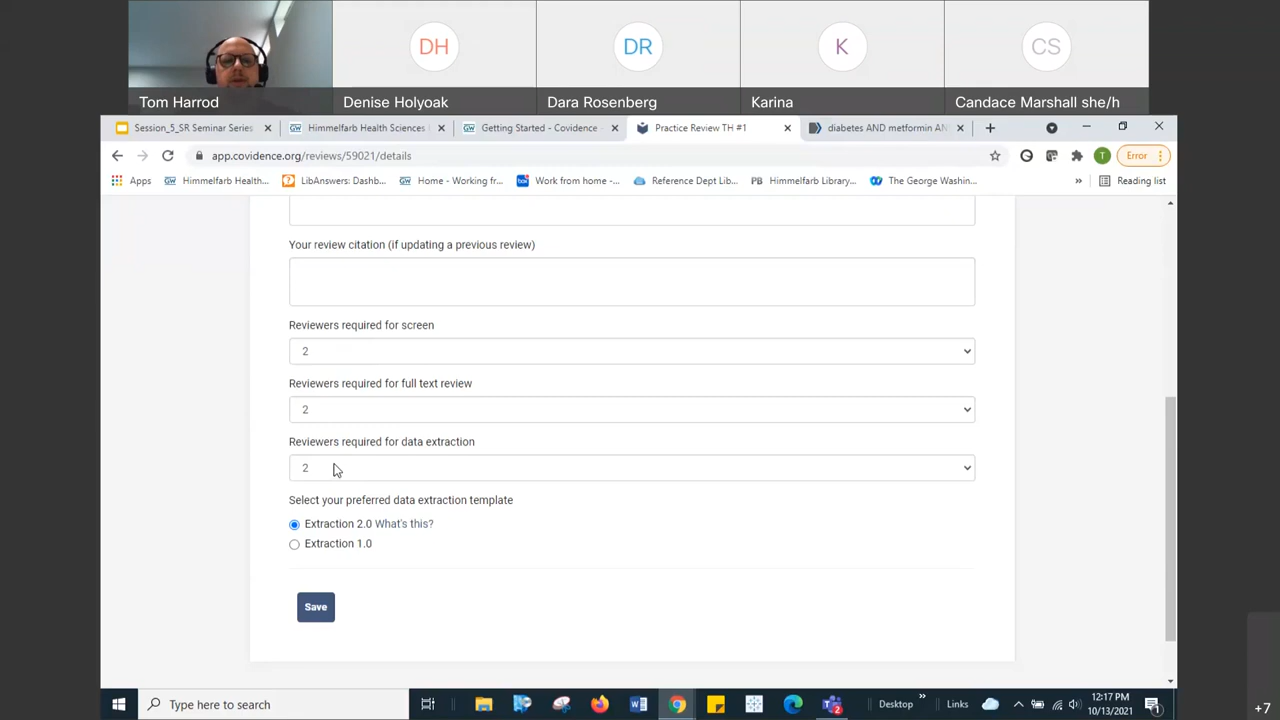 DH
DR
K
CS
Tom Harrod
Denise Holyoak
Dara Rosenberg
Karina
Candace Marshall she/h
Session_5_SR Seminar Series
Himmelfarb Health Sciences
Getting Started - Covidence
Practice Review TH #1
diabetes AND metformin AN
app.covidence.org/reviews/59021/details
T
Error
Apps
Himmelfarb Health...
LibAnswers: Dashb...
Home - Working fr...
Work from home -...
Reference Dept Lib...
PB Himmelfarb Library...
The George Washin...
»
Reading list
Your review citation (if updating a previous review)
Reviewers required for screen
2
Reviewers required for full text review
2
Reviewers required for data extraction
2
Select your preferred data extraction template
Extraction 2.0 What's this?
Extraction 1.0
Save
Type here to search
Desktop
»
Links
12:17 PM
10/13/2021
+7